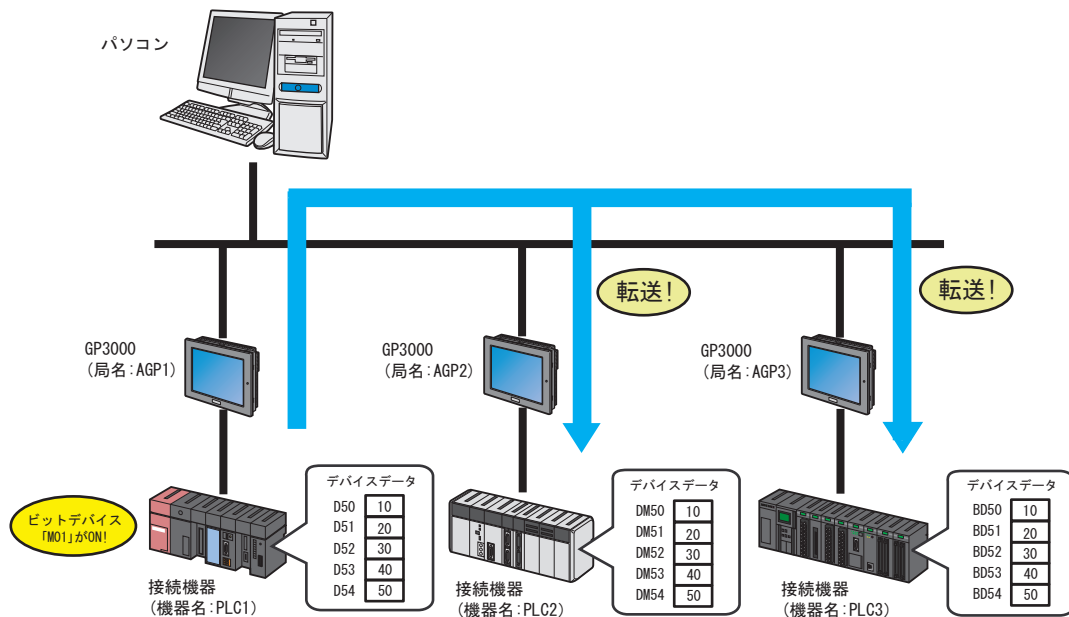 パソコン
転送!
転送!
GP3000
(局名:AGP1)
GP3000
(局名:AGP2)
GP3000
(局名:AGP3)
ビットデバイス
「M01」がON!
デバイスデータ
D50 10
D51 20
D52 30
D53 40
D54 50
デバイスデータ
DM50 10
DM51 20
DM52 30
DM53 40
DM54 50
デバイスデータ
BD50 10
BD51 20
BD52 30
BD53 40
BD54 50
接続機器
(機器名:PLC1)
接続機器
(機器名:PLC2)
接続機器
(機器名:PLC3)